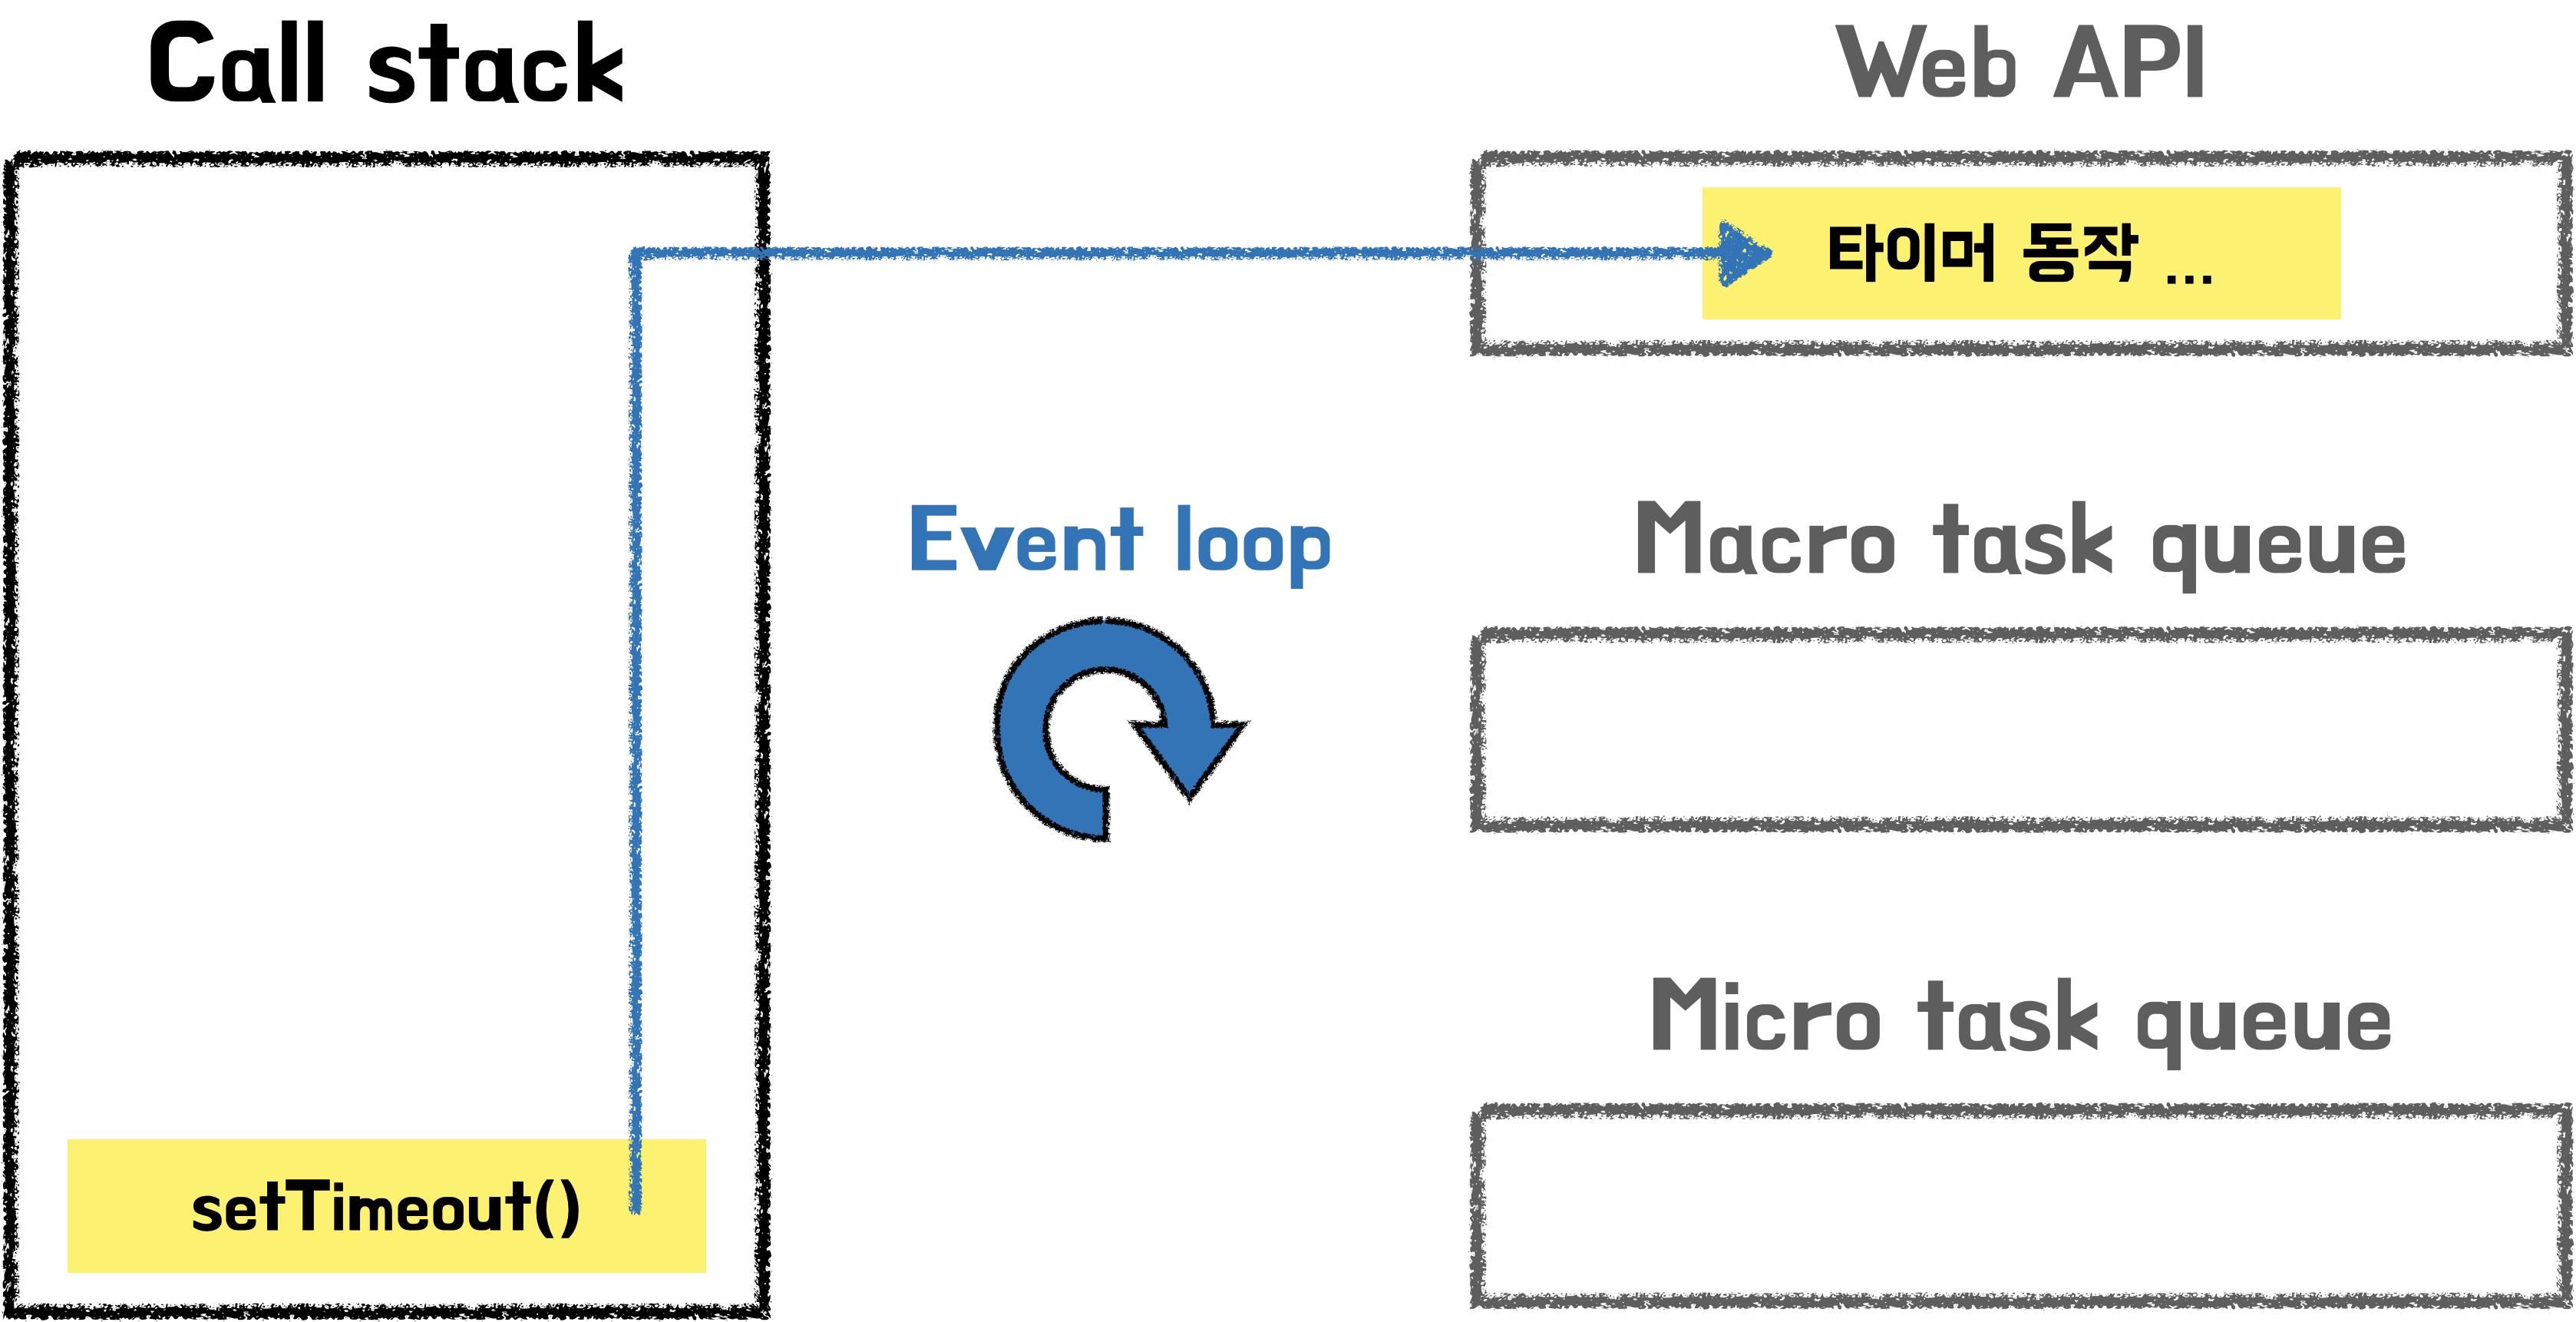 Call stack
Web API
타이머 동작 ...
Event loop
Macro task queue
Micro task queue
setTimeout()